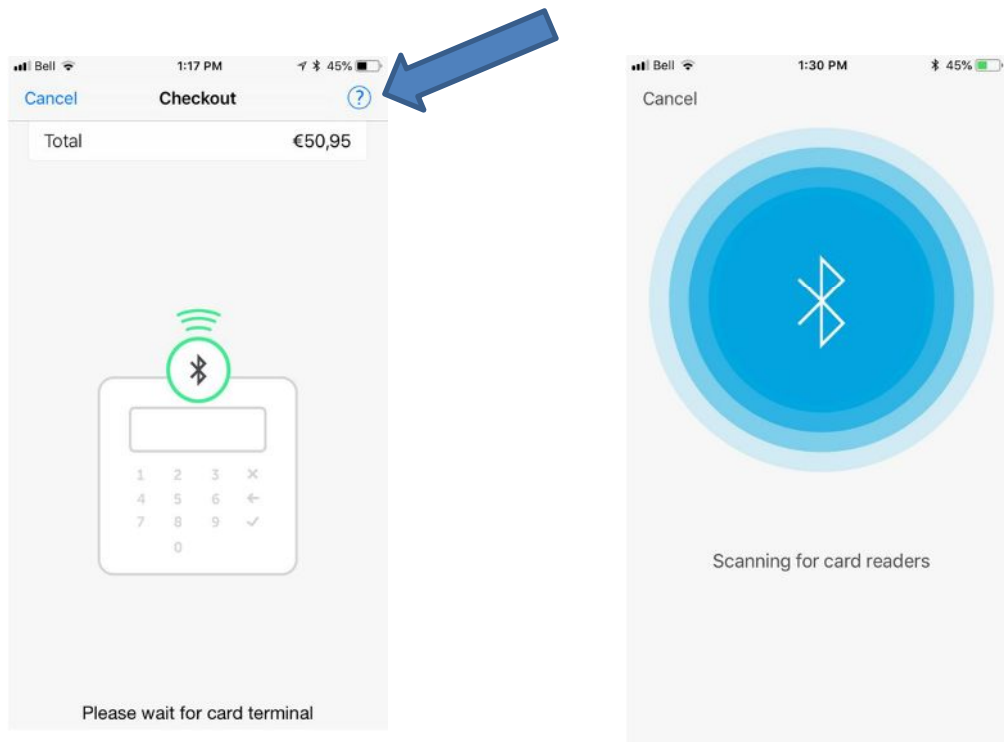 Bell 1:17 PM 45%
Cancel Checkout ?
Total €50,95
1 2 3 ×
4 5 6 ←
7 8 9 ✓
0
Please wait for card terminal
Bell 1:30 PM 45%
Cancel
Scanning for card readers